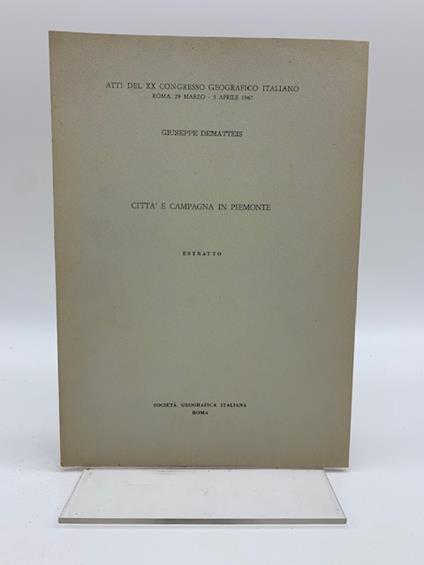 ATTI DEL XX CONGRESSO GEOGRAFICO ITALIANO
ROMA, 29 MARZO - 3 APRILE 1967
GIUSEPPE DEMATTEIS
CITTA' E CAMPAGNA IN PIEMONTE
ESTRATTO
SOCIETÀ GEOGRAFICA ITALIANA
ROMA